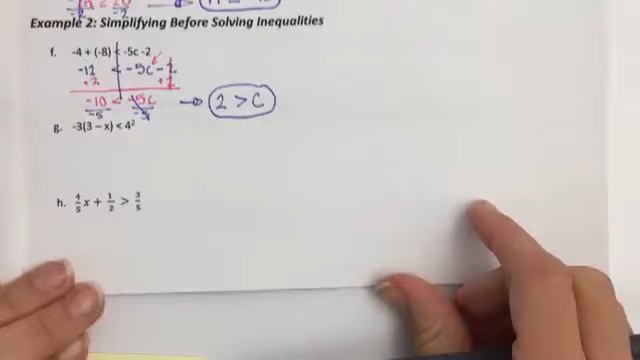 Example 2: Simplifying Before Solving Inequalities
f. -4 + (-8) < -5c - 2
-12 < -5c - 2
+2 +2
-10 < -5c → 2 > c
-5 -5
g. -3(3 - x) < 4²
h. 4/5 x + 1/2 > 3/5